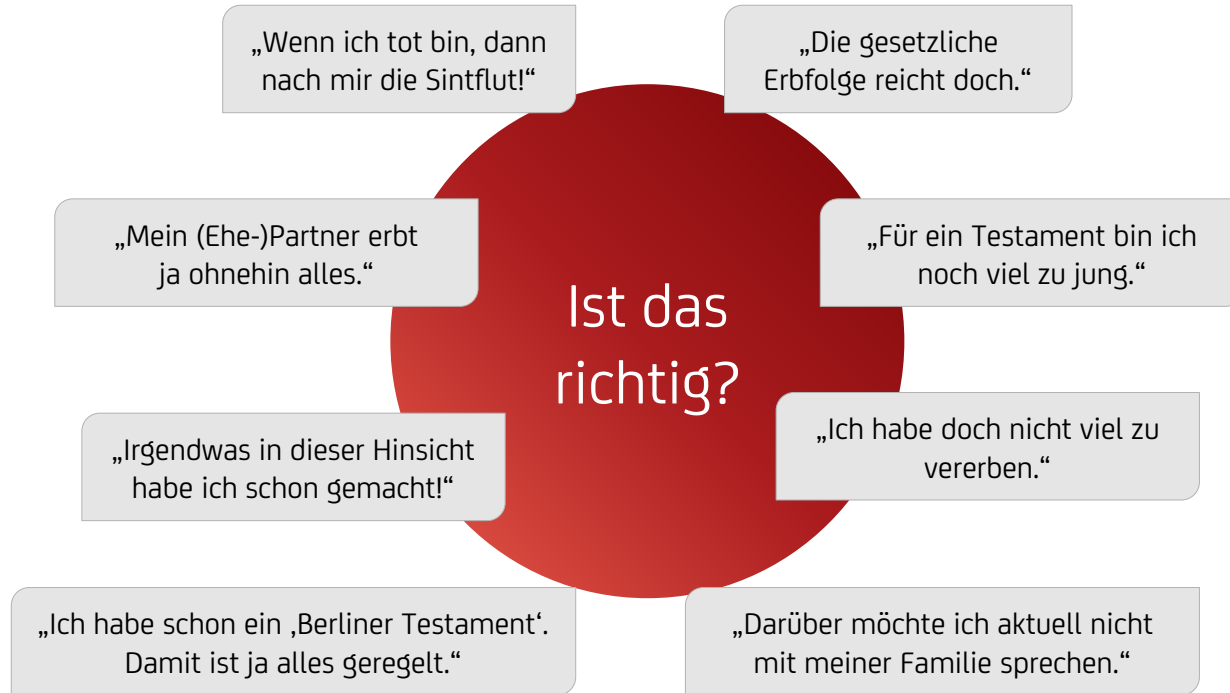 „Wenn ich tot bin, dann
nach mir die Sintflut!“
„Die gesetzliche
Erbfolge reicht doch.“
„Mein (Ehe-)Partner erbt
ja ohnehin alles.“
„Für ein Testament bin ich
noch viel zu jung.“
Ist das
richtig?
„Irgendwas in dieser Hinsicht
habe ich schon gemacht!“
„Ich habe doch nicht viel zu
vererben.“
„Ich habe schon ein ‚Berliner Testament‘.
Damit ist ja alles geregelt.“
„Darüber möchte ich aktuell nicht
mit meiner Familie sprechen.“